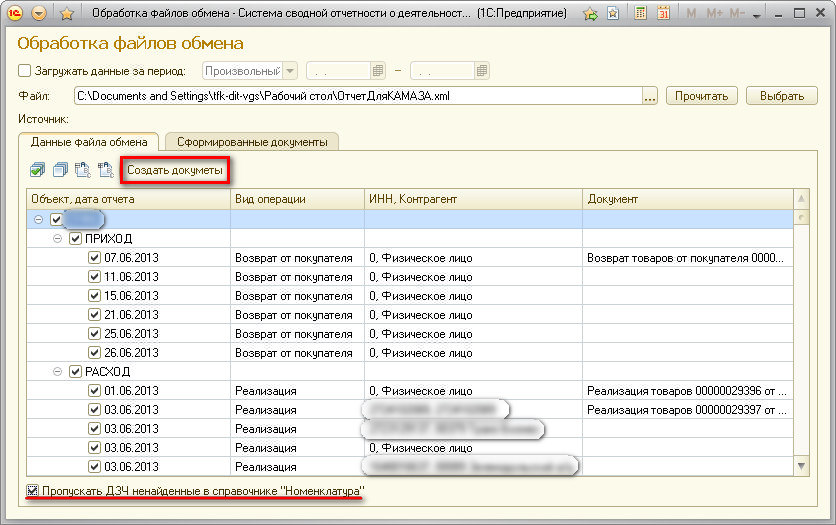 Обработка файлов обмена - Система сводной отчетности о деятельност... (1С:Предприятие)
M M+ M-
31
Обработка файлов обмена
Загружать данные за период: Произвольный . . – . .
Файл: C:\Documents and Settings\tfk-dit-vgs\Рабочий стол\ОтчетДляКАМАЗА.xml ... Прочитать Выбрать
Источник:
Данные файла обмена Сформированные документы
Создать докуметы
Объект, дата отчета Вид операции ИНН, Контрагент Документ
ПРИХОД
07.06.2013 Возврат от покупателя 0, Физическое лицо Возврат товаров от покупателя 0000...
11.06.2013 Возврат от покупателя 0, Физическое лицо
15.06.2013 Возврат от покупателя 0, Физическое лицо
21.06.2013 Возврат от покупателя 0, Физическое лицо
25.06.2013 Возврат от покупателя 0, Физическое лицо
26.06.2013 Возврат от покупателя 0, Физическое лицо
РАСХОД
01.06.2013 Реализация 0, Физическое лицо Реализация товаров 00000029396 от ...
03.06.2013 Реализация Реализация товаров 00000029397 от ...
03.06.2013 Реализация
03.06.2013 Реализация 0, Физическое лицо
03.06.2013 Реализация
Пропускать ДЗЧ ненайденные в справочнике "Номенклатура"